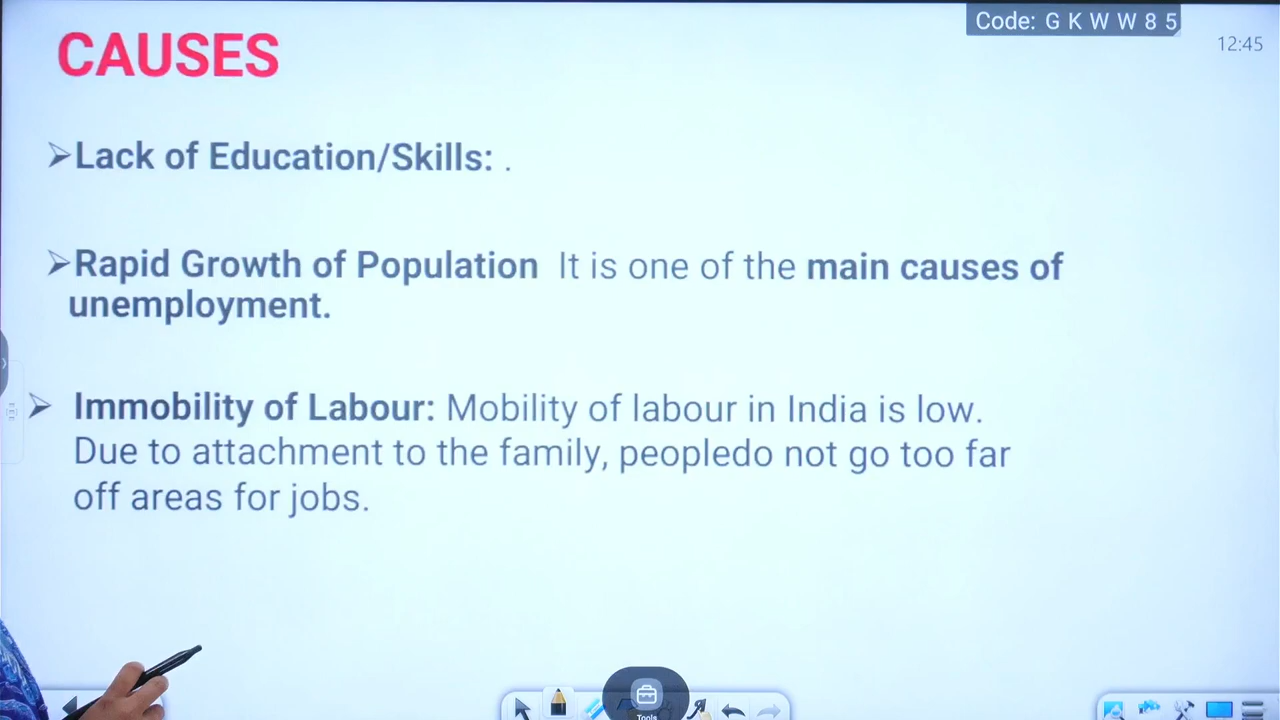 Code: G K W W 8 5
12:45
CAUSES
➢Lack of Education/Skills: .
➢Rapid Growth of Population It is one of the main causes of
unemployment.
➢ Immobility of Labour: Mobility of labour in India is low.
Due to attachment to the family, peopledo not go too far
off areas for jobs.
Tools